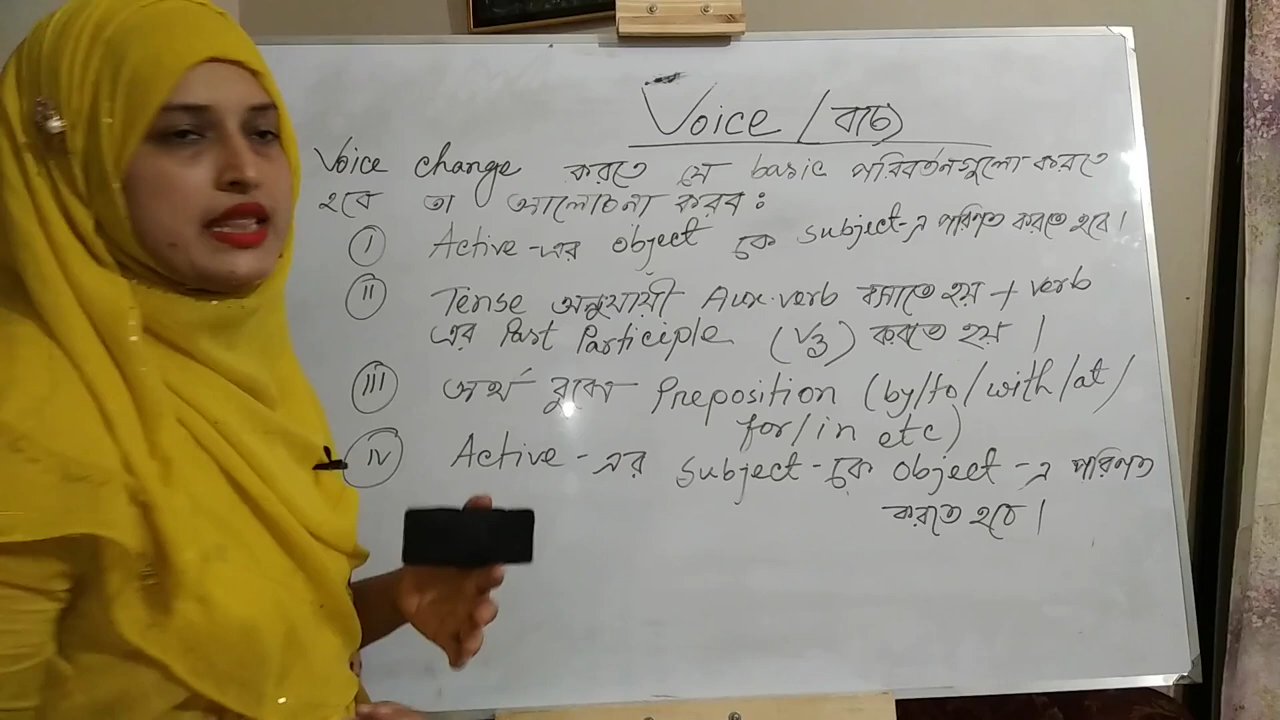 Voice / (বাচ্য)
Voice change করতে যে basic পরিবর্তনগুলো করতে
হবে তা আলোচনা করব :
(i) Active-এর object কে subject-এ পরিণত করতে হবে।
(ii) Tense অনুযায়ী Aux. verb বসাতে হয় + verb
এর Past Participle (V3) করতে হয়।
(iii) অর্থ বুঝে Preposition (by/to/with/at/
for/in etc)
(iv) Active-এর subject-কে object-এ পরিণত
করতে হবে।